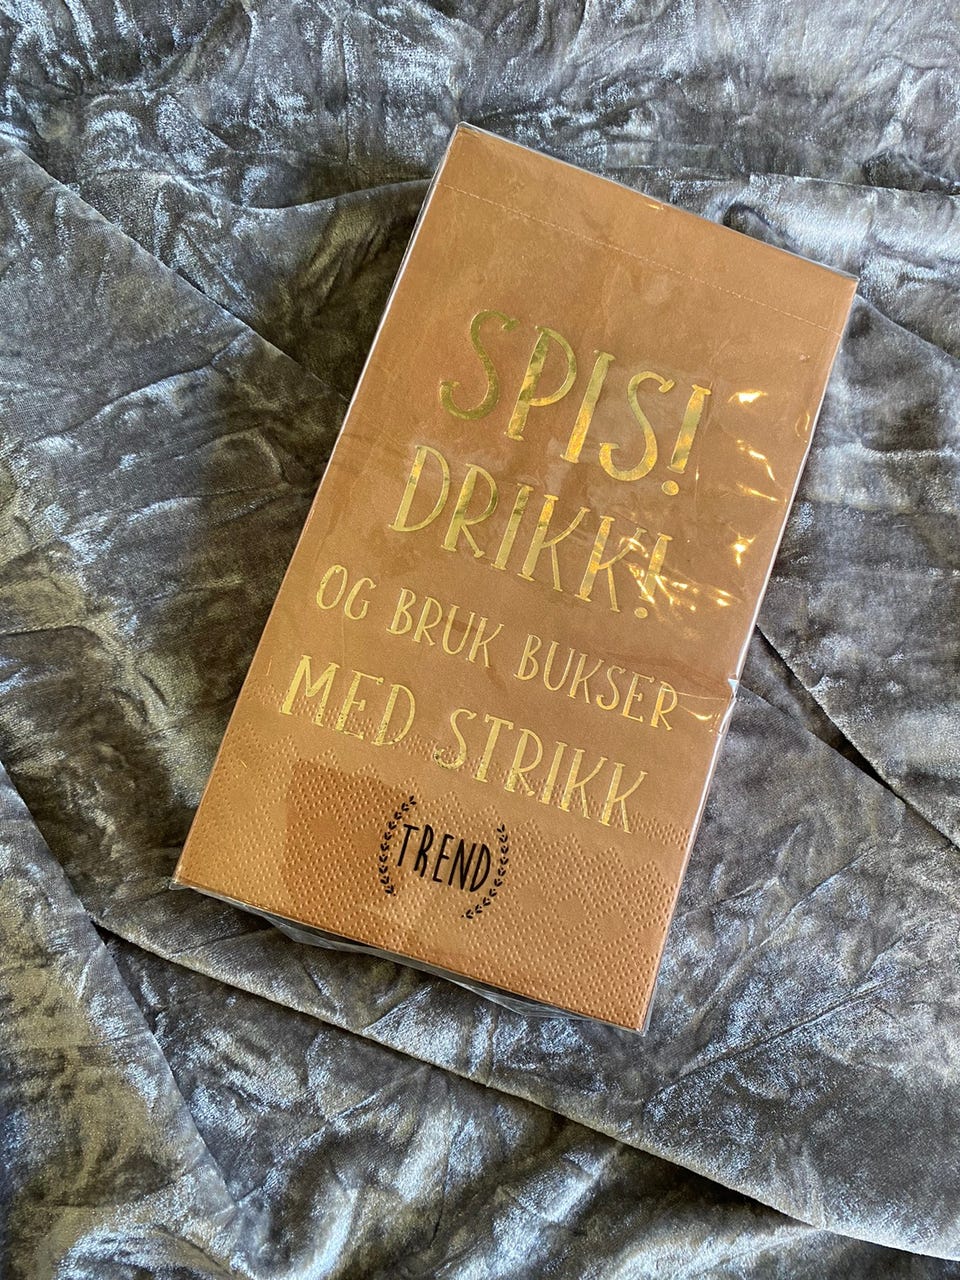 SPIS!
DRIKK!
OG BRUK BUKSER
MED STRIKK
TREND